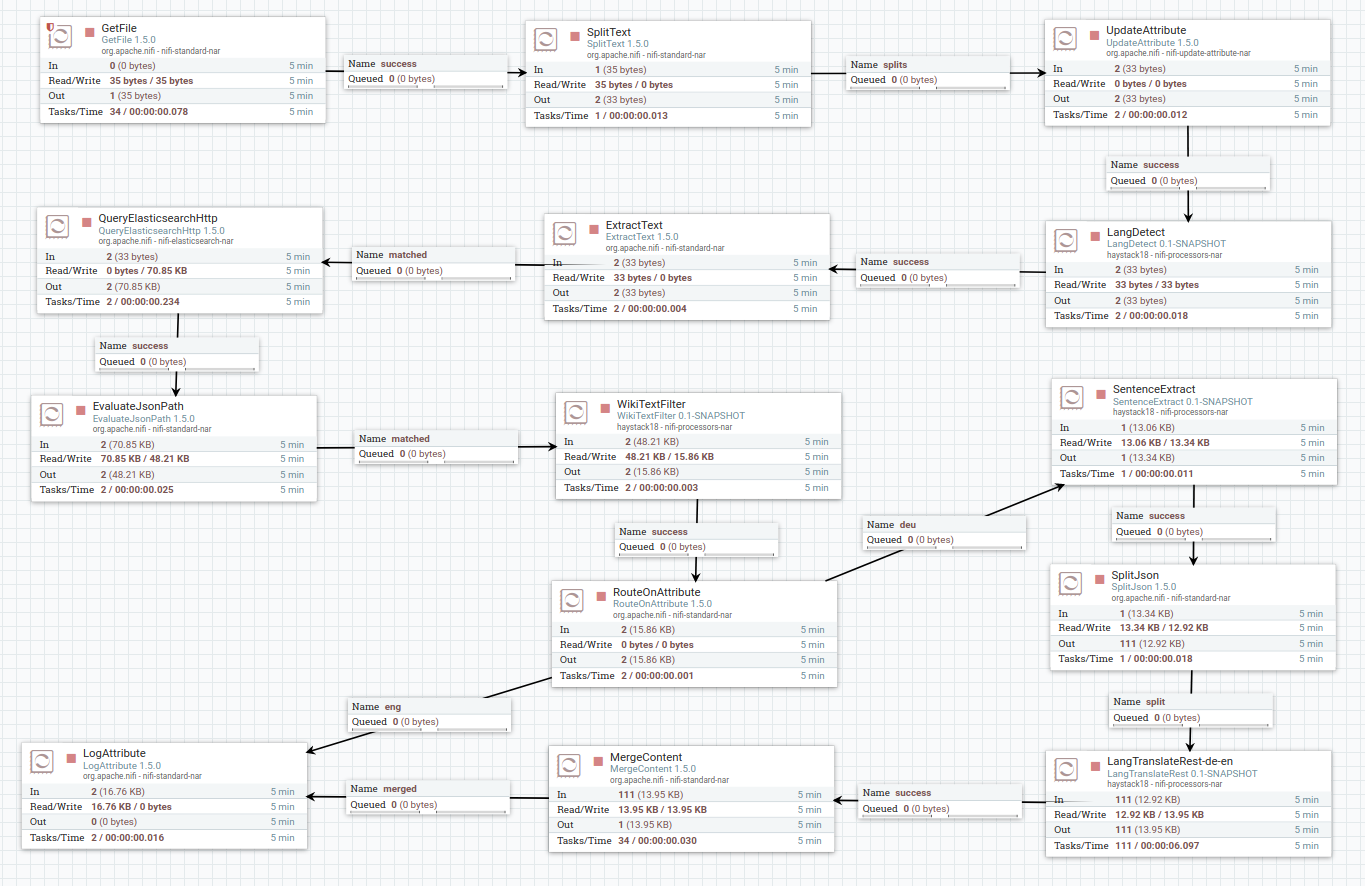 GetFile
GetFile 1.5.0
org.apache.nifi - nifi-standard-nar
In 0 (0 bytes) 5 min
Read/Write 35 bytes / 35 bytes 5 min
Out 1 (35 bytes) 5 min
Tasks/Time 34 / 00:00:00.078 5 min
Name success
Queued 0 (0 bytes)
SplitText
SplitText 1.5.0
org.apache.nifi - nifi-standard-nar
In 1 (35 bytes) 5 min
Read/Write 35 bytes / 0 bytes 5 min
Out 2 (33 bytes) 5 min
Tasks/Time 1 / 00:00:00.013 5 min
Name splits
Queued 0 (0 bytes)
UpdateAttribute
UpdateAttribute 1.5.0
org.apache.nifi - nifi-update-attribute-nar
In 2 (33 bytes) 5 min
Read/Write 0 bytes / 0 bytes 5 min
Out 2 (33 bytes) 5 min
Tasks/Time 2 / 00:00:00.012 5 min
Name success
Queued 0 (0 bytes)
LangDetect
LangDetect 0.1-SNAPSHOT
haystack18 - nifi-processors-nar
In 2 (33 bytes) 5 min
Read/Write 33 bytes / 33 bytes 5 min
Out 2 (33 bytes) 5 min
Tasks/Time 2 / 00:00:00.018 5 min
Name success
Queued 0 (0 bytes)
ExtractText
ExtractText 1.5.0
org.apache.nifi - nifi-standard-nar
In 2 (33 bytes) 5 min
Read/Write 33 bytes / 0 bytes 5 min
Out 2 (33 bytes) 5 min
Tasks/Time 2 / 00:00:00.004 5 min
Name matched
Queued 0 (0 bytes)
QueryElasticsearchHttp
QueryElasticsearchHttp 1.5.0
org.apache.nifi - nifi-elasticsearch-nar
In 2 (33 bytes) 5 min
Read/Write 0 bytes / 70.85 KB 5 min
Out 2 (70.85 KB) 5 min
Tasks/Time 2 / 00:00:00.234 5 min
Name success
Queued 0 (0 bytes)
EvaluateJsonPath
EvaluateJsonPath 1.5.0
org.apache.nifi - nifi-standard-nar
In 2 (70.85 KB) 5 min
Read/Write 70.85 KB / 48.21 KB 5 min
Out 2 (48.21 KB) 5 min
Tasks/Time 2 / 00:00:00.025 5 min
Name matched
Queued 0 (0 bytes)
WikiTextFilter
WikiTextFilter 0.1-SNAPSHOT
haystack18 - nifi-processors-nar
In 2 (48.21 KB) 5 min
Read/Write 48.21 KB / 15.86 KB 5 min
Out 2 (15.86 KB) 5 min
Tasks/Time 2 / 00:00:00.003 5 min
Name success
Queued 0 (0 bytes)
RouteOnAttribute
RouteOnAttribute 1.5.0
org.apache.nifi - nifi-standard-nar
In 2 (15.86 KB) 5 min
Read/Write 0 bytes / 0 bytes 5 min
Out 2 (15.86 KB) 5 min
Tasks/Time 2 / 00:00:00.001 5 min
Name deu
Queued 0 (0 bytes)
SentenceExtract
SentenceExtract 0.1-SNAPSHOT
haystack18 - nifi-processors-nar
In 1 (13.06 KB) 5 min
Read/Write 13.06 KB / 13.34 KB 5 min
Out 1 (13.34 KB) 5 min
Tasks/Time 1 / 00:00:00.011 5 min
Name success
Queued 0 (0 bytes)
SplitJson
SplitJson 1.5.0
org.apache.nifi - nifi-standard-nar
In 1 (13.34 KB) 5 min
Read/Write 13.34 KB / 12.92 KB 5 min
Out 111 (12.92 KB) 5 min
Tasks/Time 1 / 00:00:00.018 5 min
Name split
Queued 0 (0 bytes)
LangTranslateRest-de-en
LangTranslateRest 0.1-SNAPSHOT
haystack18 - nifi-processors-nar
In 111 (12.92 KB) 5 min
Read/Write 12.92 KB / 13.95 KB 5 min
Out 111 (13.95 KB) 5 min
Tasks/Time 111 / 00:00:06.097 5 min
Name success
Queued 0 (0 bytes)
MergeContent
MergeContent 1.5.0
org.apache.nifi - nifi-standard-nar
In 111 (13.95 KB) 5 min
Read/Write 13.95 KB / 13.95 KB 5 min
Out 1 (13.95 KB) 5 min
Tasks/Time 34 / 00:00:00.030 5 min
Name merged
Queued 0 (0 bytes)
Name eng
Queued 0 (0 bytes)
LogAttribute
LogAttribute 1.5.0
org.apache.nifi - nifi-standard-nar
In 2 (16.76 KB) 5 min
Read/Write 16.76 KB / 0 bytes 5 min
Out 0 (0 bytes) 5 min
Tasks/Time 2 / 00:00:00.016 5 min